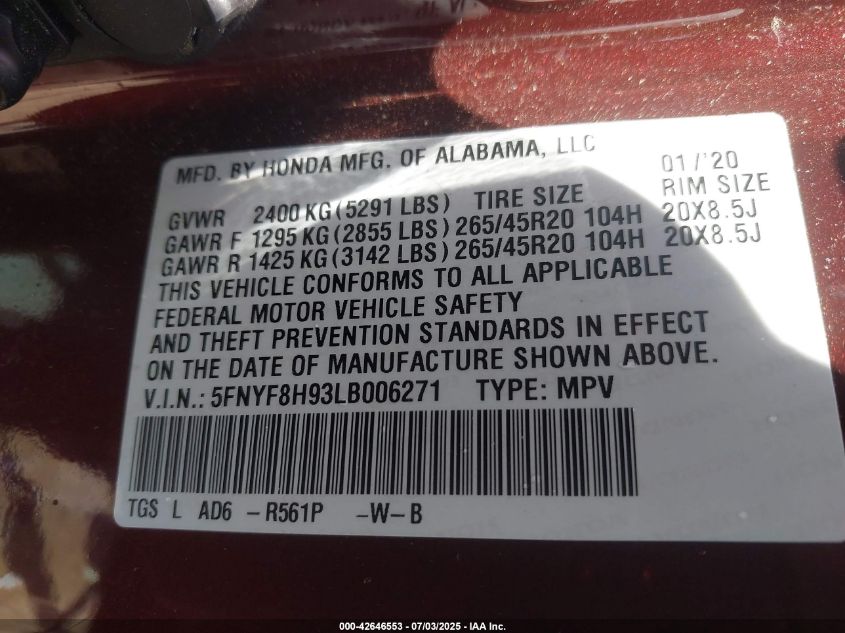 MFD. BY HONDA MFG. OF ALABAMA, LLC 01/'20
GVWR 2400 KG (5291 LBS) TIRE SIZE RIM SIZE
GAWR F 1295 KG (2855 LBS) 265/45R20 104H 20X8.5J
GAWR R 1425 KG (3142 LBS) 265/45R20 104H 20X8.5J
THIS VEHICLE CONFORMS TO ALL APPLICABLE
FEDERAL MOTOR VEHICLE SAFETY
AND THEFT PREVENTION STANDARDS IN EFFECT
ON THE DATE OF MANUFACTURE SHOWN ABOVE.
V.I.N.: 5FNYF8H93LB006271 TYPE: MPV
TGS L AD6 -R561P -W-B
000-42646553 - 07/03/2025 - IAA Inc.